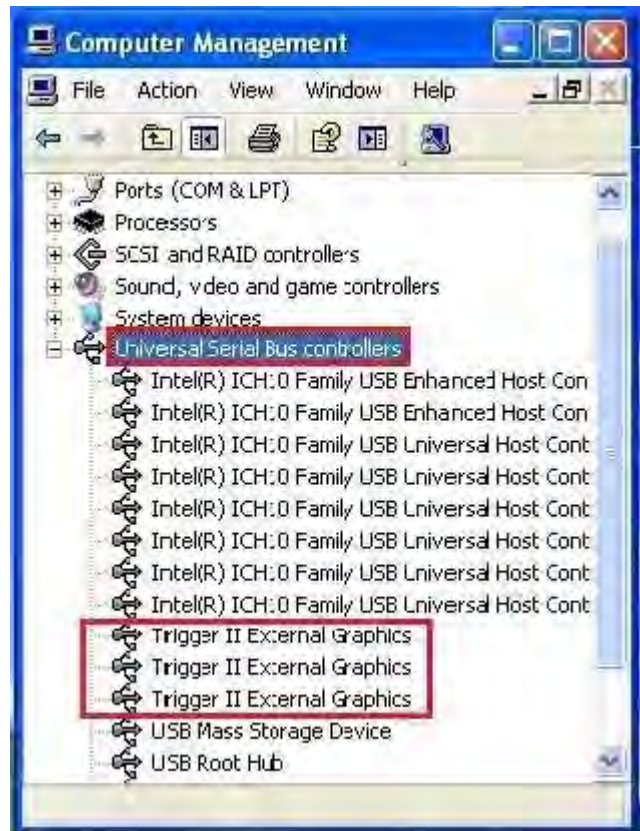 Computer Management
File Action View Window Help
Ports (COM & LPT)
Processors
SCSI and RAID controllers
Sound, video and game controllers
System devices
Universal Serial Bus controllers
Intel(R) ICH10 Family USB Enhanced Host Con
Intel(R) ICH10 Family USB Enhanced Host Con
Intel(R) ICH10 Family USB Universal Host Cont
Intel(R) ICH10 Family USB Universal Host Cont
Intel(R) ICH10 Family USB Universal Host Cont
Intel(R) ICH10 Family USB Universal Host Cont
Intel(R) ICH10 Family USB Universal Host Cont
Intel(R) ICH10 Family USB Universal Host Cont
Trigger II External Graphics
Trigger II External Graphics
Trigger II External Graphics
USB Mass Storage Device
USB Root Hub